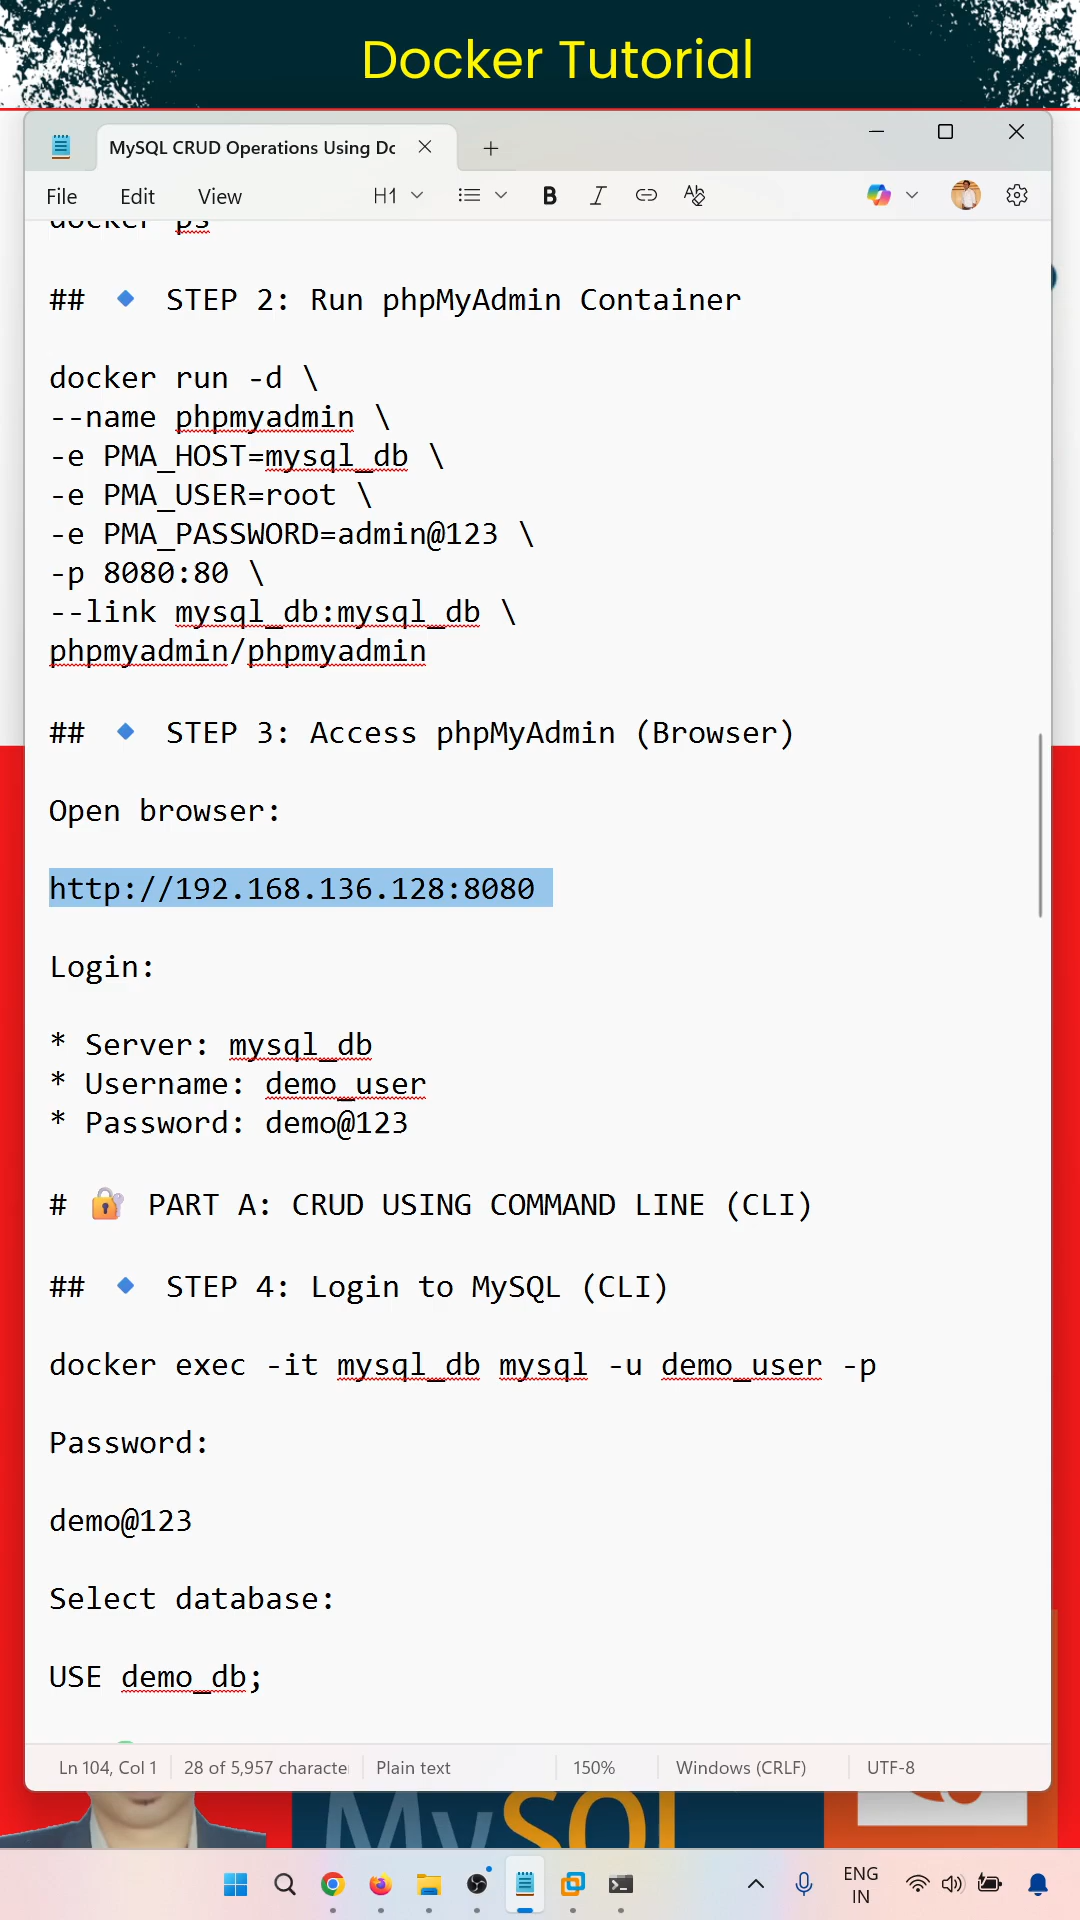 Docker Tutorial
MySQL CRUD Operations Using Dc
File Edit View H1 B I
docker ps
## 🔹 STEP 2: Run phpMyAdmin Container
docker run -d \
--name phpmyadmin \
-e PMA_HOST=mysql_db \
-e PMA_USER=root \
-e PMA_PASSWORD=admin@123 \
-p 8080:80 \
--link mysql_db:mysql_db \
phpmyadmin/phpmyadmin
## 🔹 STEP 3: Access phpMyAdmin (Browser)
Open browser:
http://192.168.136.128:8080
Login:
* Server: mysql_db
* Username: demo_user
* Password: demo@123
# 🔐 PART A: CRUD USING COMMAND LINE (CLI)
## 🔹 STEP 4: Login to MySQL (CLI)
docker exec -it mysql_db mysql -u demo_user -p
Password:
demo@123
Select database:
USE demo_db;
Ln 104, Col 1 28 of 5,957 characte Plain text 150% Windows (CRLF) UTF-8
MySQL
ENG
IN